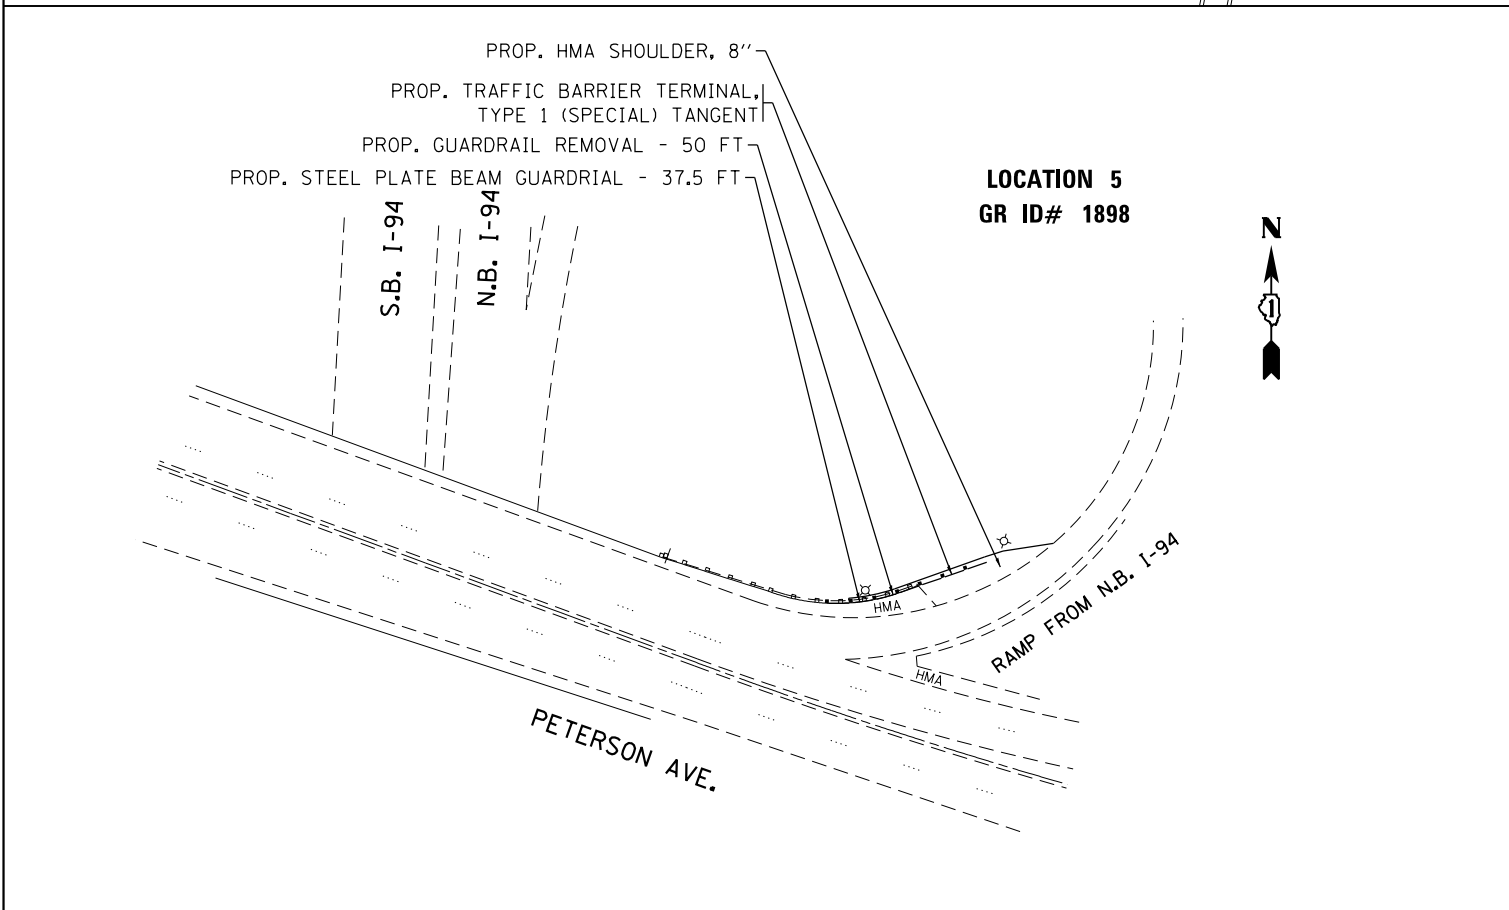 PROP. HMA SHOULDER, 8''
PROP. TRAFFIC BARRIER TERMINAL,
TYPE 1 (SPECIAL) TANGENT
PROP. GUARDRAIL REMOVAL - 50 FT
PROP. STEEL PLATE BEAM GUARDRIAL - 37.5 FT
LOCATION 5
GR ID# 1898
N
1
S.B. I-94
N.B. I-94
HMA
RAMP FROM N.B. I-94
HMA
PETERSON AVE.